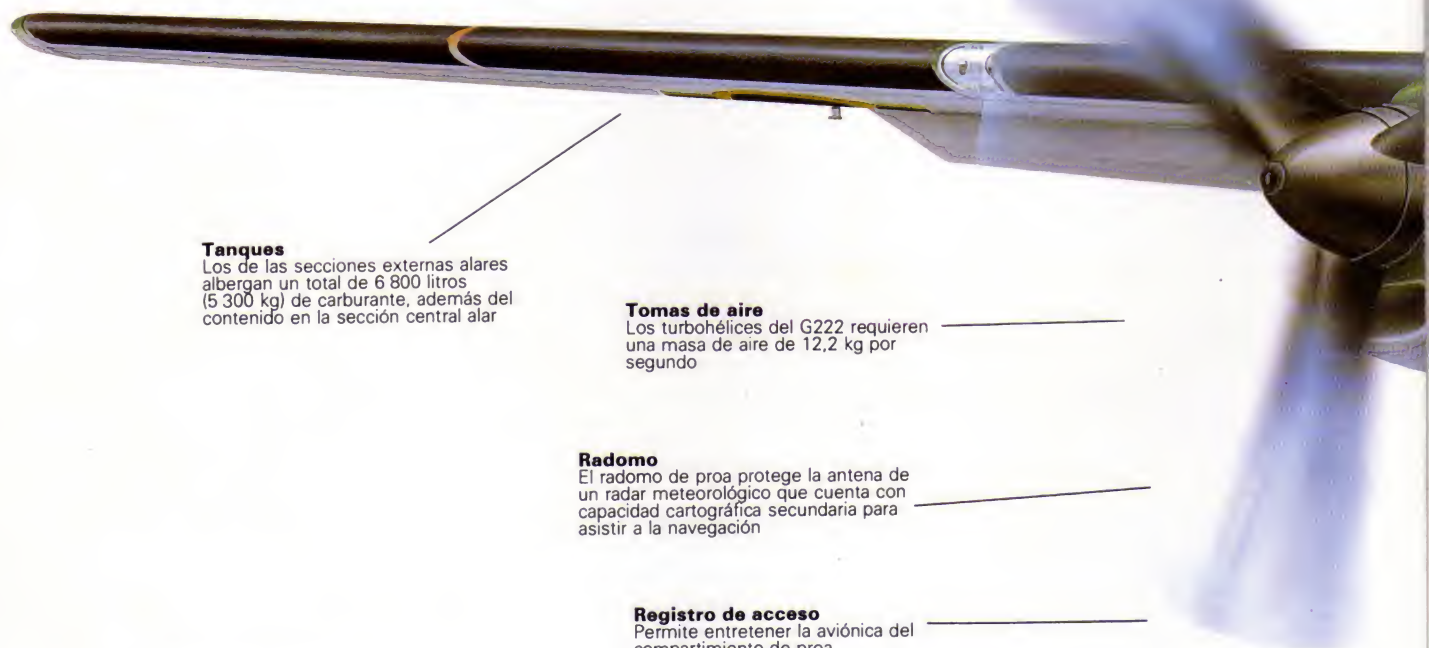 Tanques
Los de las secciones externas alares
albergan un total de 6 800 litros
(5 300 kg) de carburante, además del
contenido en la sección central alar
Tomas de aire
Los turbohélices del G222 requieren
una masa de aire de 12,2 kg por
segundo
Radomo
El radomo de proa protege la antena de
un radar meteorológico que cuenta con
capacidad cartográfica secundaria para
asistir a la navegación
Registro de acceso
Permite entretener la aviónica del
compartimiento de proa